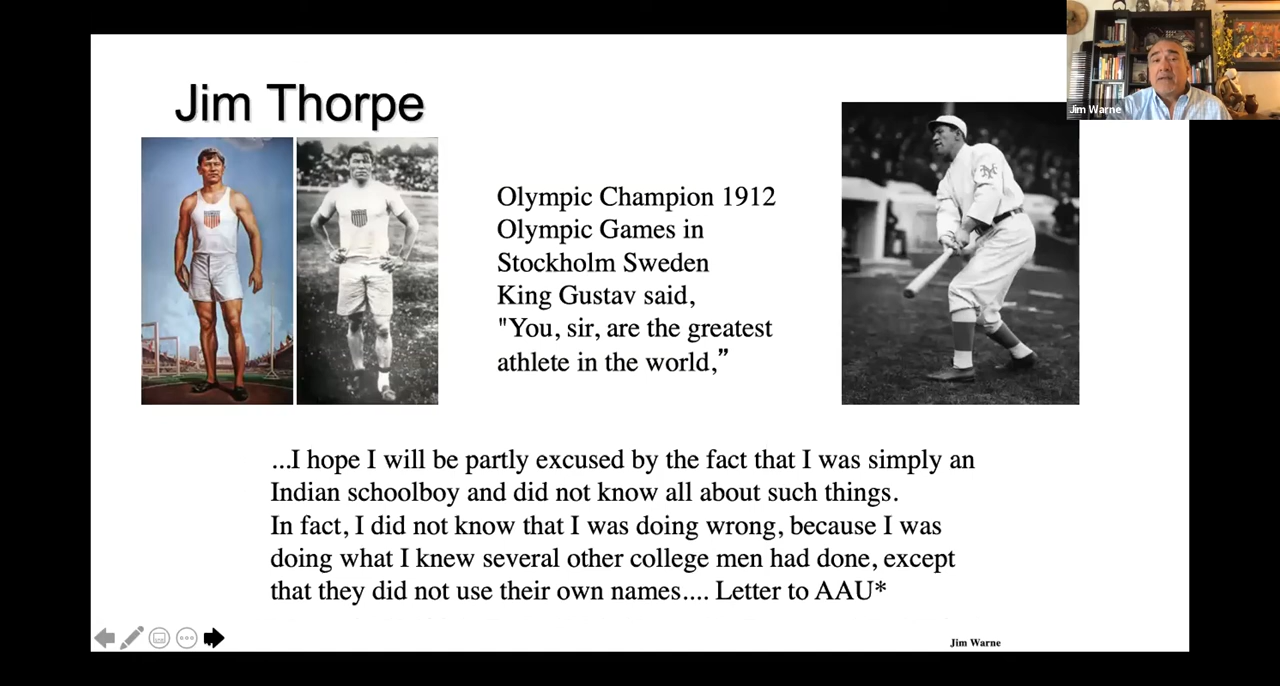 Jim Thorpe
Jim Warne
Olympic Champion 1912
Olympic Games in
Stockholm Sweden
King Gustav said,
"You, sir, are the greatest
athlete in the world,”
NY
...I hope I will be partly excused by the fact that I was simply an
Indian schoolboy and did not know all about such things.
In fact, I did not know that I was doing wrong, because I was
doing what I knew several other college men had done, except
that they did not use their own names.... Letter to AAU*
Jim Warne